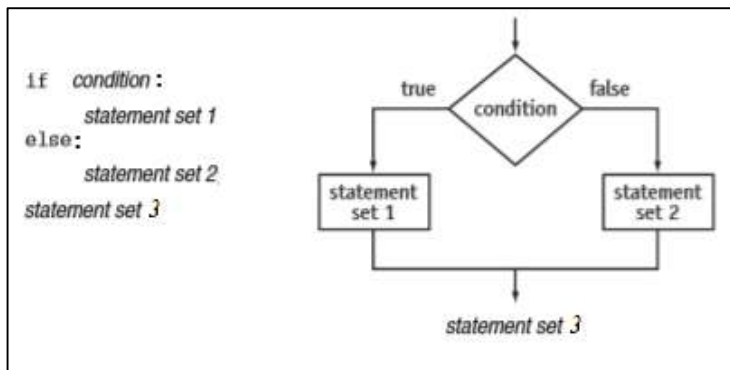 if condition :
statement set 1
else:
statement set 2
statement set 3
true
condition
false
statement
set 1
statement
set 2
statement set 3